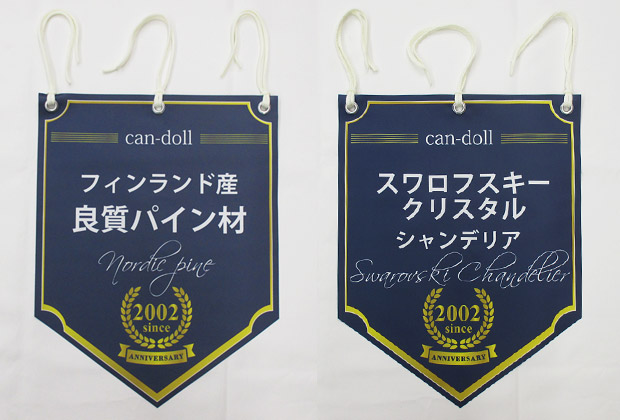 can-doll
フィンランド産
良質パイン材
Nordic pine
2002
since
ANNIVERSARY
can-doll
スワロフスキー
クリスタル
シャンデリア
Swarovski Chandelier
2002
since
ANNIVERSARY